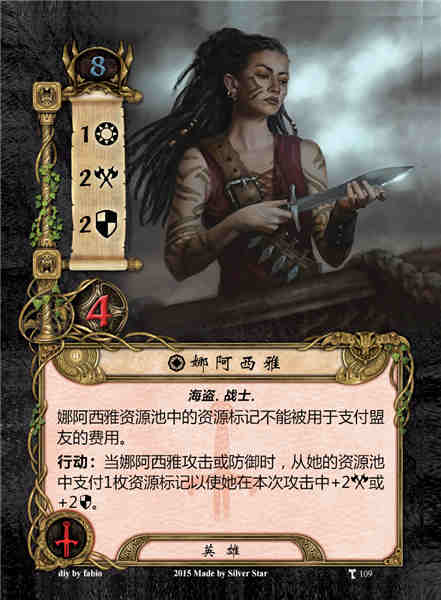 8
1
2
2
4
娜阿西雅
海盗. 战士.
娜阿西雅资源池中的资源标记不能被用于支付盟
友的费用。
行动：当娜阿西雅攻击或防御时，从她的资源池
中支付1枚资源标记以使她在本次攻击中+2或
+2。
英雄
diy by fabio 2015 Made by Silver Star 109